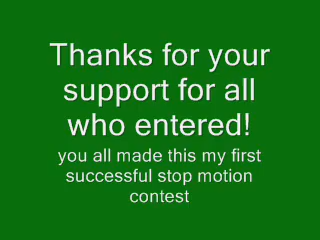 Thanks for your
support for all
who entered!
you all made this my first
successful stop motion
contest